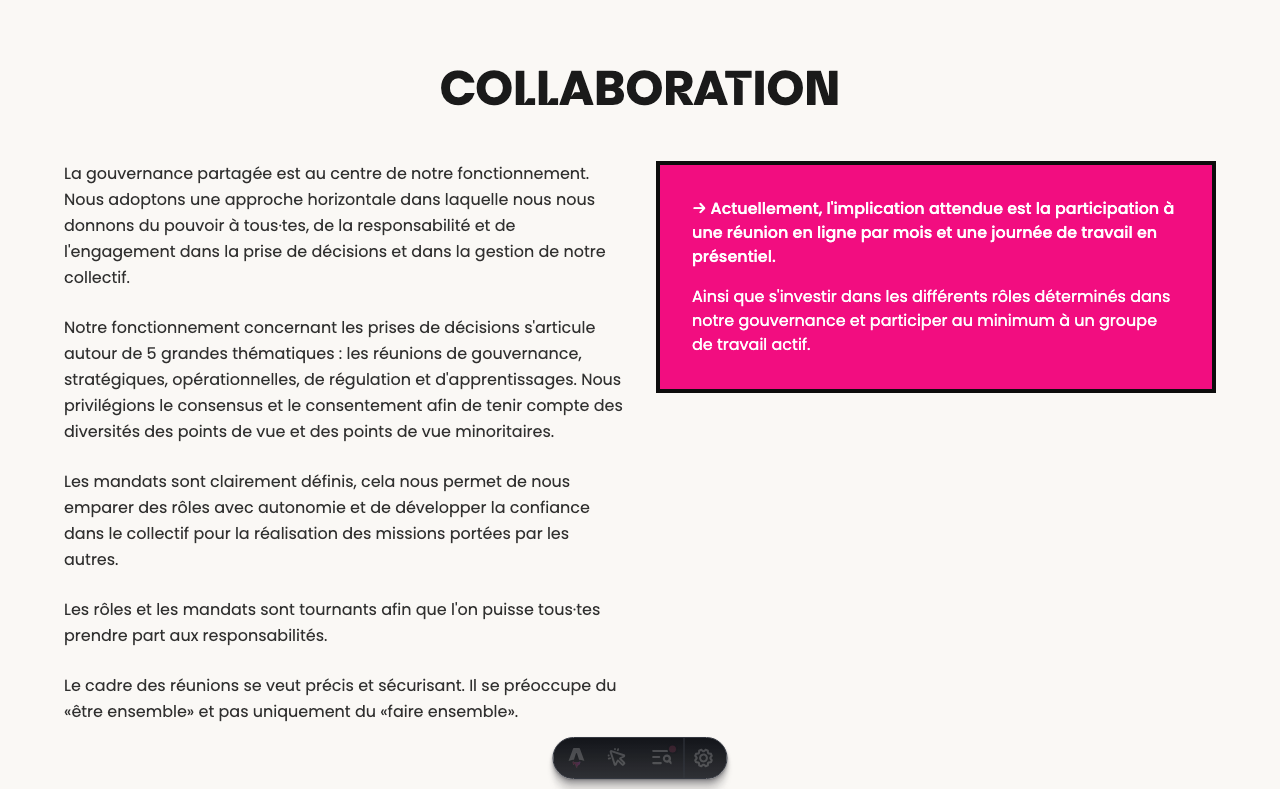 COLLABORATION
La gouvernance partagée est au centre de notre fonctionnement.
Nous adoptons une approche horizontale dans laquelle nous nous
donnons du pouvoir à tous·tes, de la responsabilité et de
l'engagement dans la prise de décisions et dans la gestion de notre
collectif.
Notre fonctionnement concernant les prises de décisions s'articule
autour de 5 grandes thématiques : les réunions de gouvernance,
stratégiques, opérationnelles, de régulation et d'apprentissages. Nous
privilégions le consensus et le consentement afin de tenir compte des
diversités des points de vue et des points de vue minoritaires.
Les mandats sont clairement définis, cela nous permet de nous
emparer des rôles avec autonomie et de développer la confiance
dans le collectif pour la réalisation des missions portées par les
autres.
Les rôles et les mandats sont tournants afin que l'on puisse tous·tes
prendre part aux responsabilités.
Le cadre des réunions se veut précis et sécurisant. Il se préoccupe du
«être ensemble» et pas uniquement du «faire ensemble».
→ Actuellement, l'implication attendue est la participation à
une réunion en ligne par mois et une journée de travail en
présentiel.
Ainsi que s'investir dans les différents rôles déterminés dans
notre gouvernance et participer au minimum à un groupe
de travail actif.